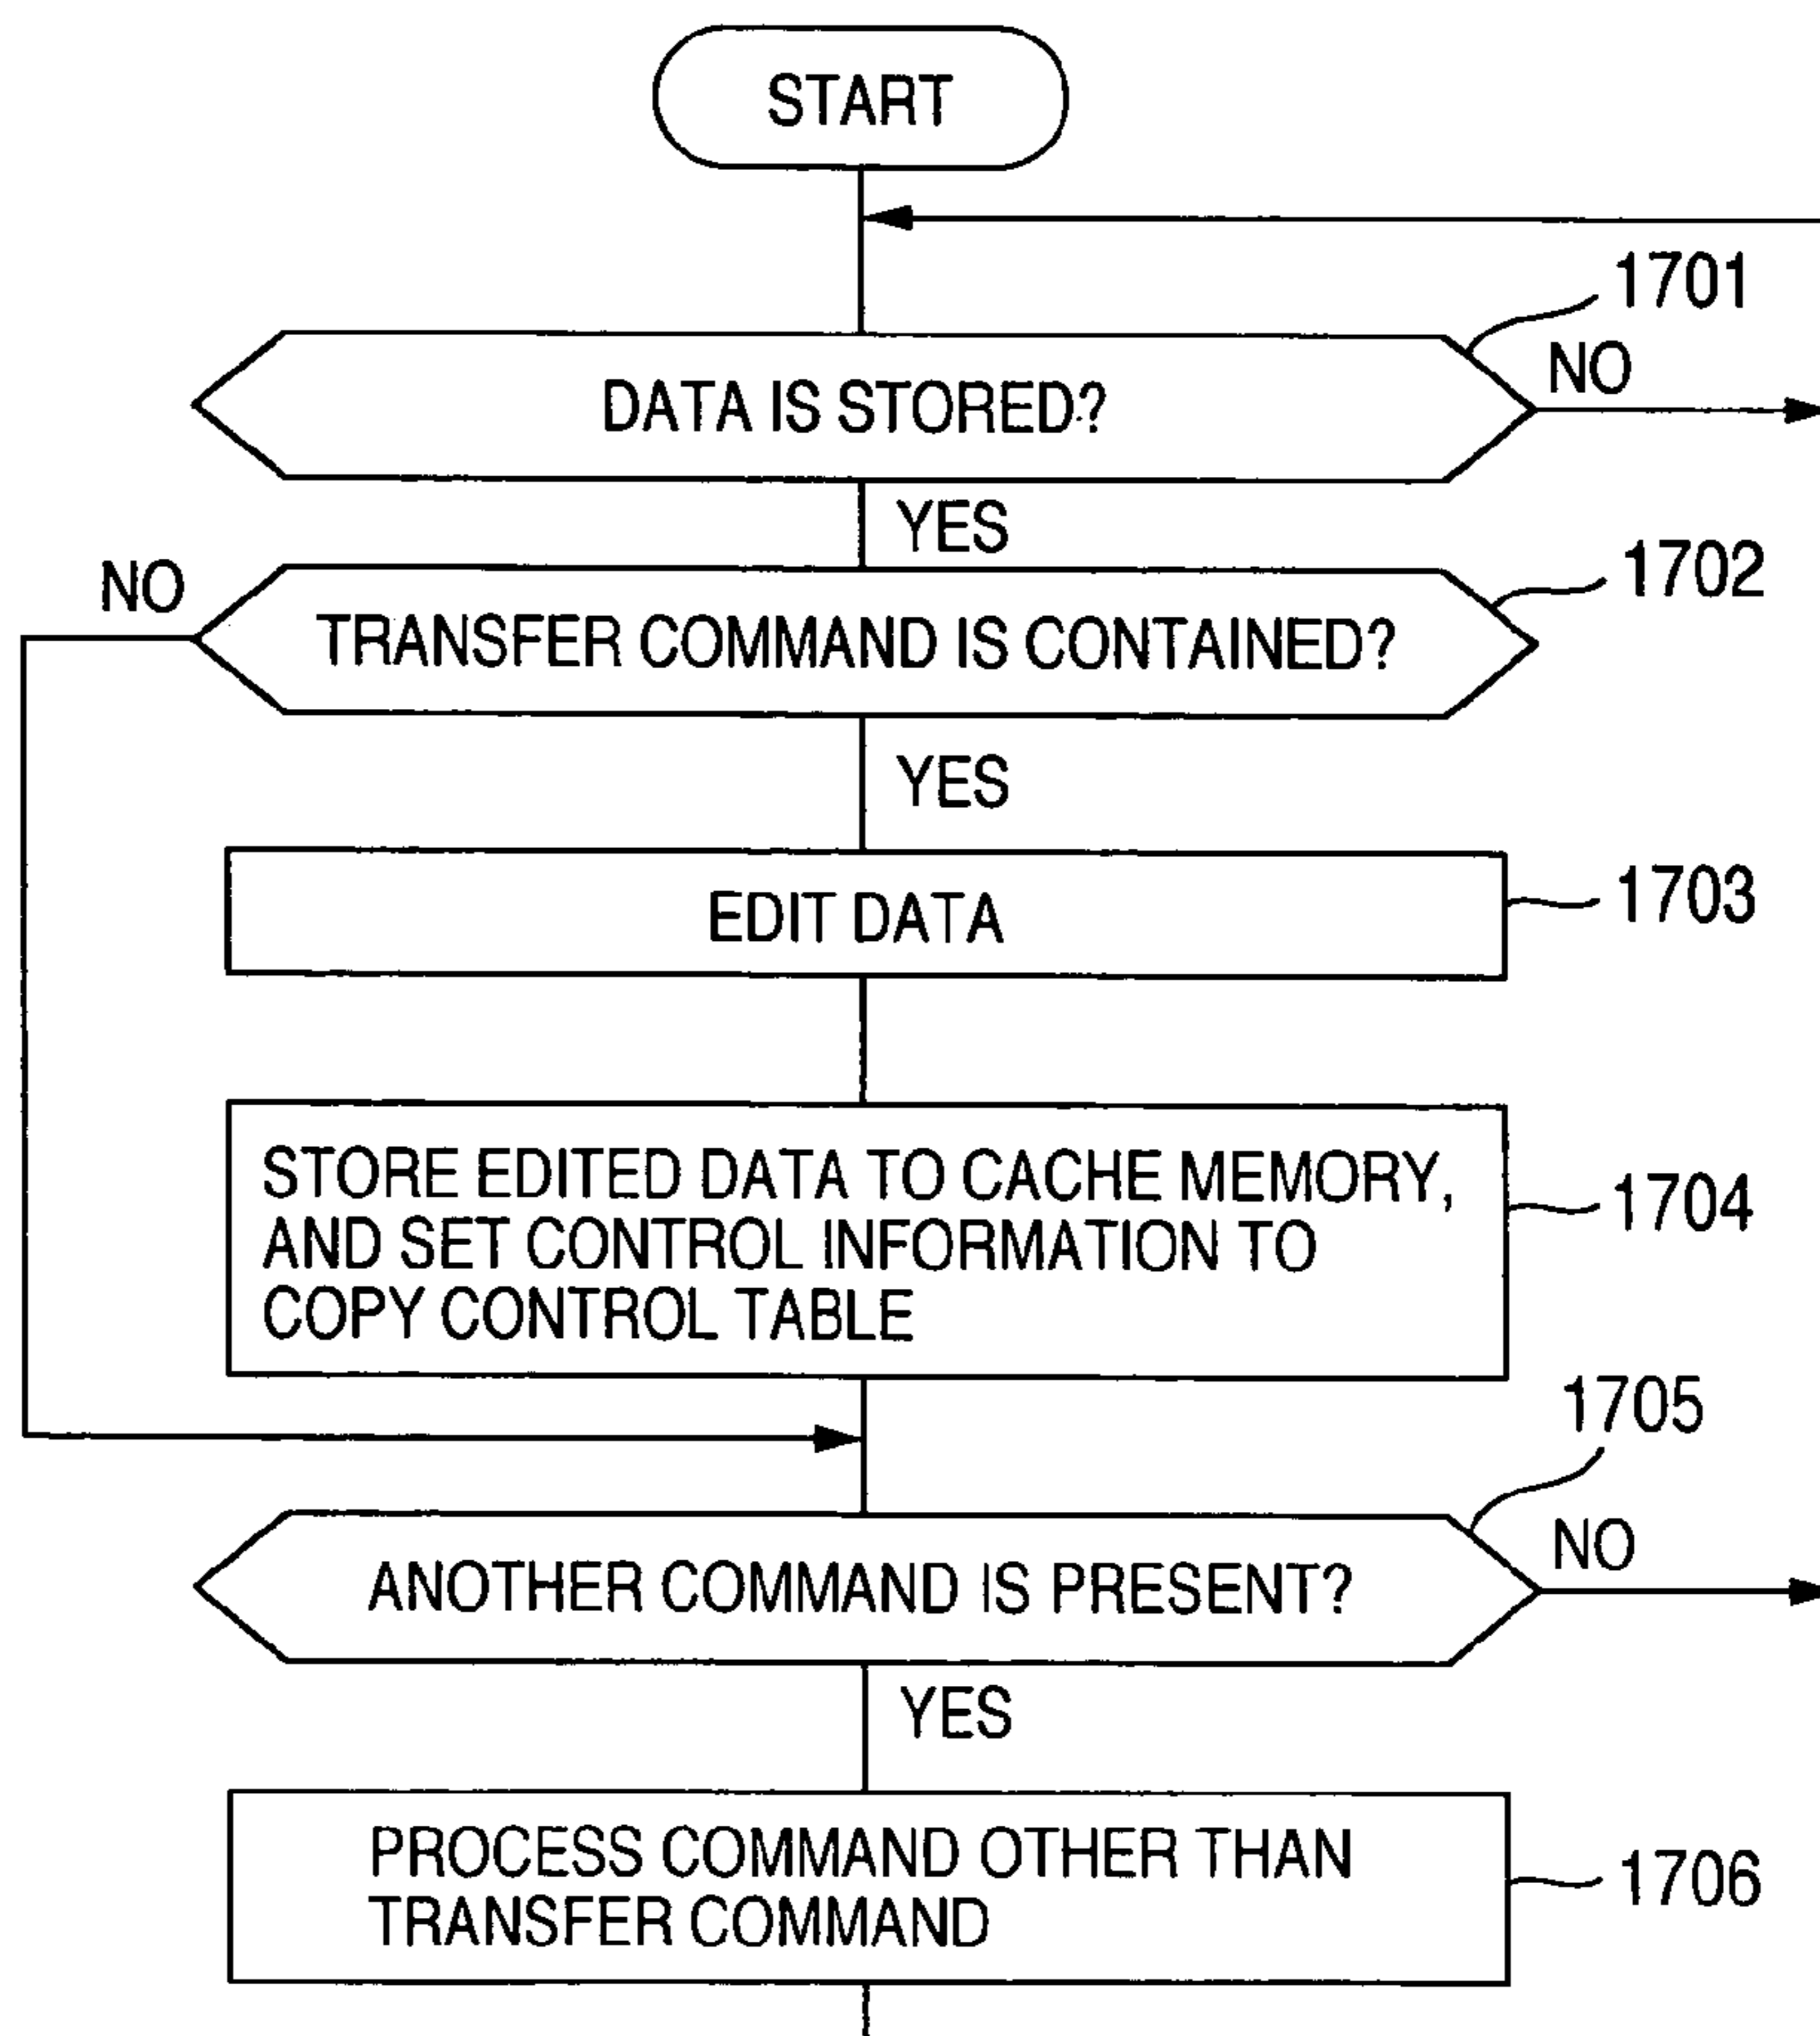 START
1701
DATA IS STORED?
NO
YES
1702
NO
TRANSFER COMMAND IS CONTAINED?
YES
EDIT DATA
1703
STORE EDITED DATA TO CACHE MEMORY,
AND SET CONTROL INFORMATION TO
COPY CONTROL TABLE
1704
1705
ANOTHER COMMAND IS PRESENT?
NO
YES
PROCESS COMMAND OTHER THAN
TRANSFER COMMAND
1706